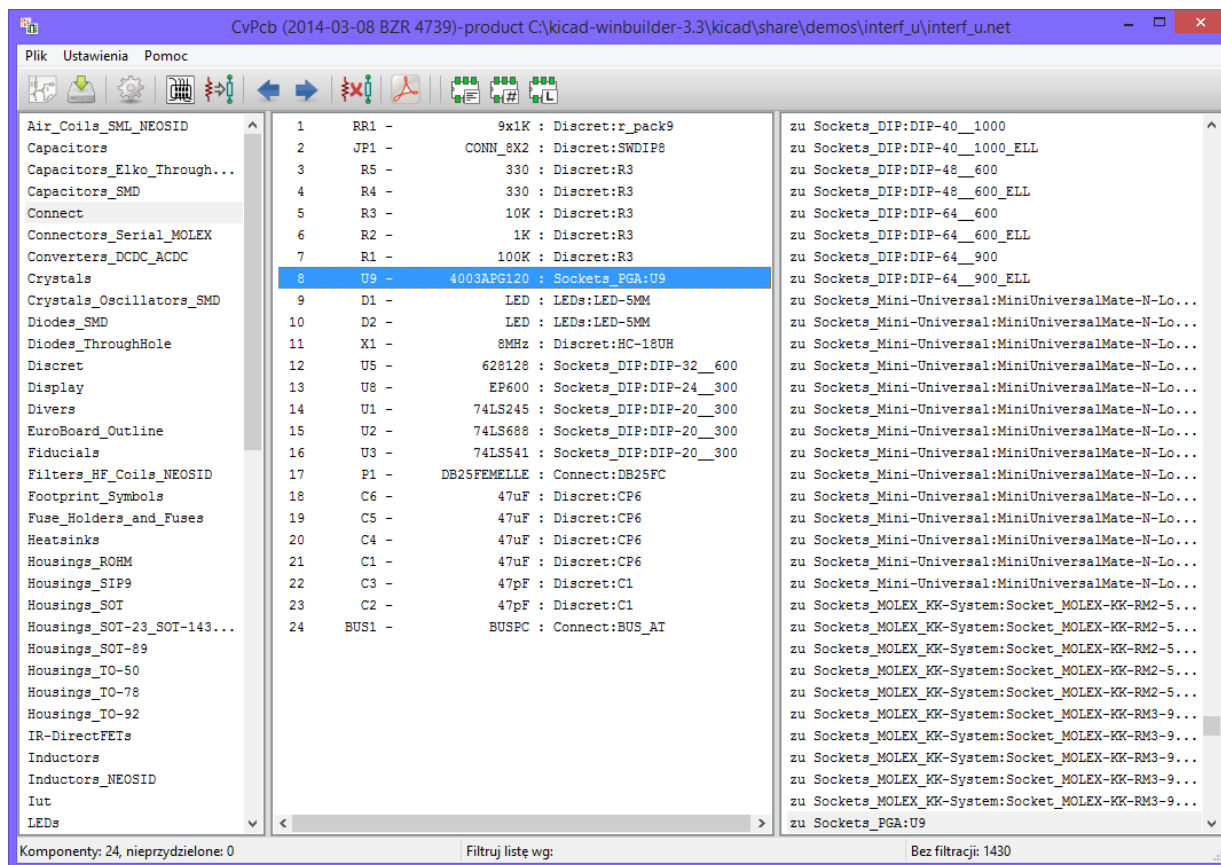 CvPcb (2014-03-08 BZR 4739)-product C:\kicad-winbuilder-3.3\kicad\share\demos\interf_u\interf_u.net
Plik Ustawienia Pomoc
Air_Coils_SML_NEOSID
Capacitors
Capacitors_Elko_Through...
Capacitors_SMD
Connect
Connectors_Serial_MOLEX
Converters_DCDC_ACDC
Crystals
Crystals_Oscillators_SMD
Diodes_SMD
Diodes_ThroughHole
Discret
Display
Divers
EuroBoard_Outline
Fiducials
Filters_HF_Coils_NEOSID
Footprint_Symbols
Fuse_Holders_and_Fuses
Heatsinks
Housings_ROHM
Housings_SIP9
Housings_SOT
Housings_SOT-23_SOT-143...
Housings_SOT-89
Housings_TO-50
Housings_TO-78
Housings_TO-92
IR-DirectFETs
Inductors
Inductors_NEOSID
Iut
LEDs
1 RR1 - 9x1K : Discret:r_pack9
2 JP1 - CONN_8X2 : Discret:SWDIP8
3 R5 - 330 : Discret:R3
4 R4 - 330 : Discret:R3
5 R3 - 10K : Discret:R3
6 R2 - 1K : Discret:R3
7 R1 - 100K : Discret:R3
8 U9 - 4003APG120 : Sockets_PGA:U9
9 D1 - LED : LEDs:LED-5MM
10 D2 - LED : LEDs:LED-5MM
11 X1 - 8MHz : Discret:HC-18UH
12 U5 - 628128 : Sockets_DIP:DIP-32__600
13 U8 - EP600 : Sockets_DIP:DIP-24__300
14 U1 - 74LS245 : Sockets_DIP:DIP-20__300
15 U2 - 74LS688 : Sockets_DIP:DIP-20__300
16 U3 - 74LS541 : Sockets_DIP:DIP-20__300
17 P1 - DB25FEMELLE : Connect:DB25FC
18 C6 - 47uF : Discret:CP6
19 C5 - 47uF : Discret:CP6
20 C4 - 47uF : Discret:CP6
21 C1 - 47uF : Discret:CP6
22 C3 - 47pF : Discret:C1
23 C2 - 47pF : Discret:C1
24 BUS1 - BUSPC : Connect:BUS_AT
zu Sockets_DIP:DIP-40__1000
zu Sockets_DIP:DIP-40__1000_ELL
zu Sockets_DIP:DIP-48__600
zu Sockets_DIP:DIP-48__600_ELL
zu Sockets_DIP:DIP-64__600
zu Sockets_DIP:DIP-64__600_ELL
zu Sockets_DIP:DIP-64__900
zu Sockets_DIP:DIP-64__900_ELL
zu Sockets_Mini-Universal:MiniUniversalMate-N-Lo...
zu Sockets_Mini-Universal:MiniUniversalMate-N-Lo...
zu Sockets_Mini-Universal:MiniUniversalMate-N-Lo...
zu Sockets_Mini-Universal:MiniUniversalMate-N-Lo...
zu Sockets_Mini-Universal:MiniUniversalMate-N-Lo...
zu Sockets_Mini-Universal:MiniUniversalMate-N-Lo...
zu Sockets_Mini-Universal:MiniUniversalMate-N-Lo...
zu Sockets_Mini-Universal:MiniUniversalMate-N-Lo...
zu Sockets_Mini-Universal:MiniUniversalMate-N-Lo...
zu Sockets_Mini-Universal:MiniUniversalMate-N-Lo...
zu Sockets_Mini-Universal:MiniUniversalMate-N-Lo...
zu Sockets_Mini-Universal:MiniUniversalMate-N-Lo...
zu Sockets_Mini-Universal:MiniUniversalMate-N-Lo...
zu Sockets_Mini-Universal:MiniUniversalMate-N-Lo...
zu Sockets_MOLEX_KK-System:Socket_MOLEX-KK-RM2-5...
zu Sockets_MOLEX_KK-System:Socket_MOLEX-KK-RM2-5...
zu Sockets_MOLEX_KK-System:Socket_MOLEX-KK-RM2-5...
zu Sockets_MOLEX_KK-System:Socket_MOLEX-KK-RM2-5...
zu Sockets_MOLEX_KK-System:Socket_MOLEX-KK-RM2-5...
zu Sockets_MOLEX_KK-System:Socket_MOLEX-KK-RM3-9...
zu Sockets_MOLEX_KK-System:Socket_MOLEX-KK-RM3-9...
zu Sockets_MOLEX_KK-System:Socket_MOLEX-KK-RM3-9...
zu Sockets_MOLEX_KK-System:Socket_MOLEX-KK-RM3-9...
zu Sockets_MOLEX_KK-System:Socket_MOLEX-KK-RM3-9...
zu Sockets_PGA:U9
Komponenty: 24, nieprzydzielone: 0
Filtruj listę wg:
Bez filtracji: 1430